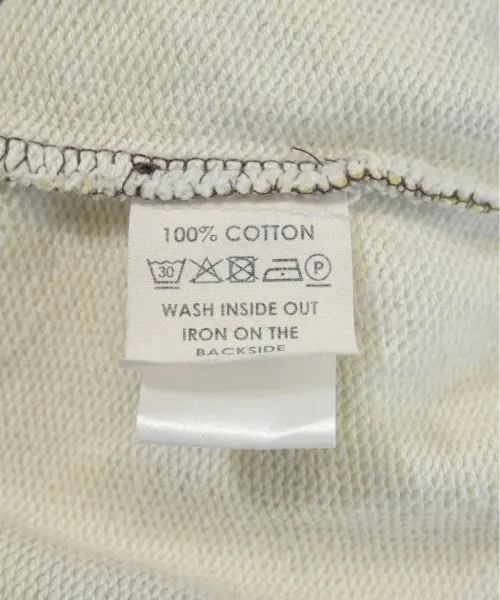 100% COTTON
30 P
WASH INSIDE OUT
IRON ON THE
BACKSIDE